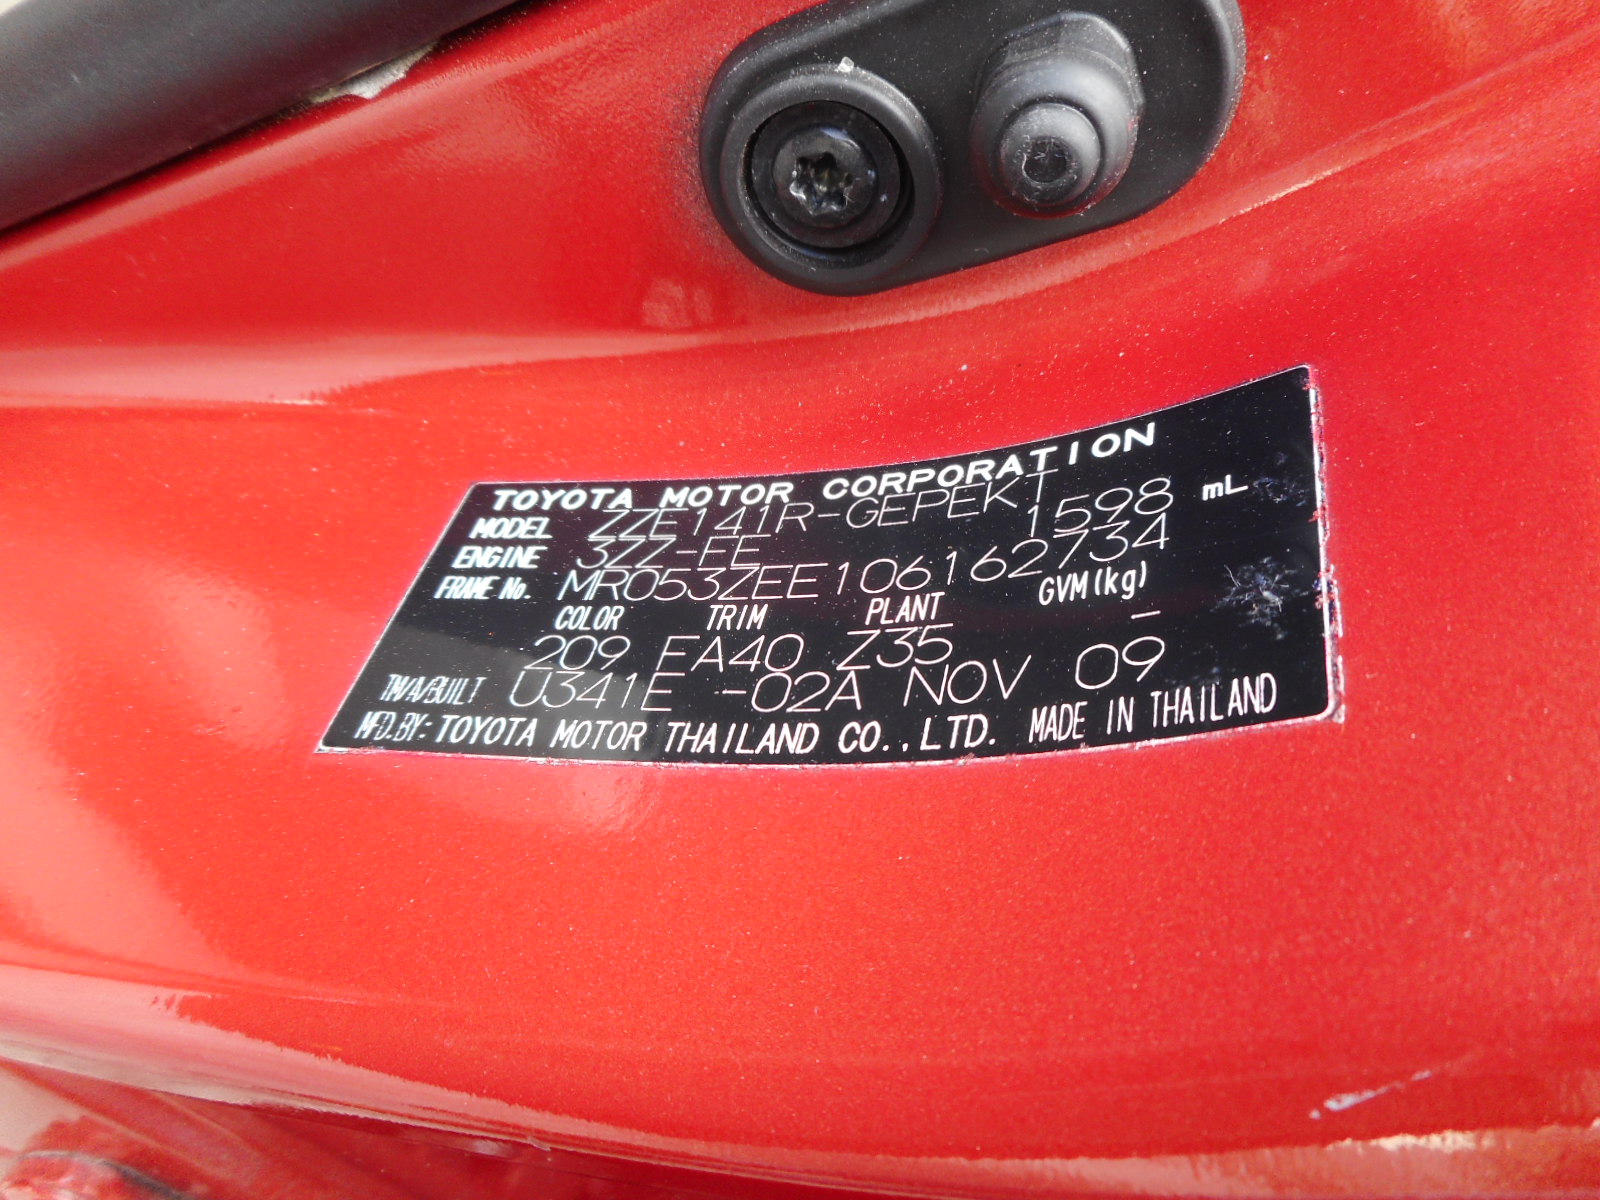 TOYOTA MOTOR CORPORATION
MODEL ZZE141R-GEPEKT
ENGINE 3ZZ-FE 1598 mL
FRAME No. MR053ZEE106162734
COLOR TRIM PLANT GVM(kg)
209 FA40 Z35 -
TM/A/BUILT U341E -02A NOV 09
MFD.BY: TOYOTA MOTOR THAILAND CO.,LTD. MADE IN THAILAND